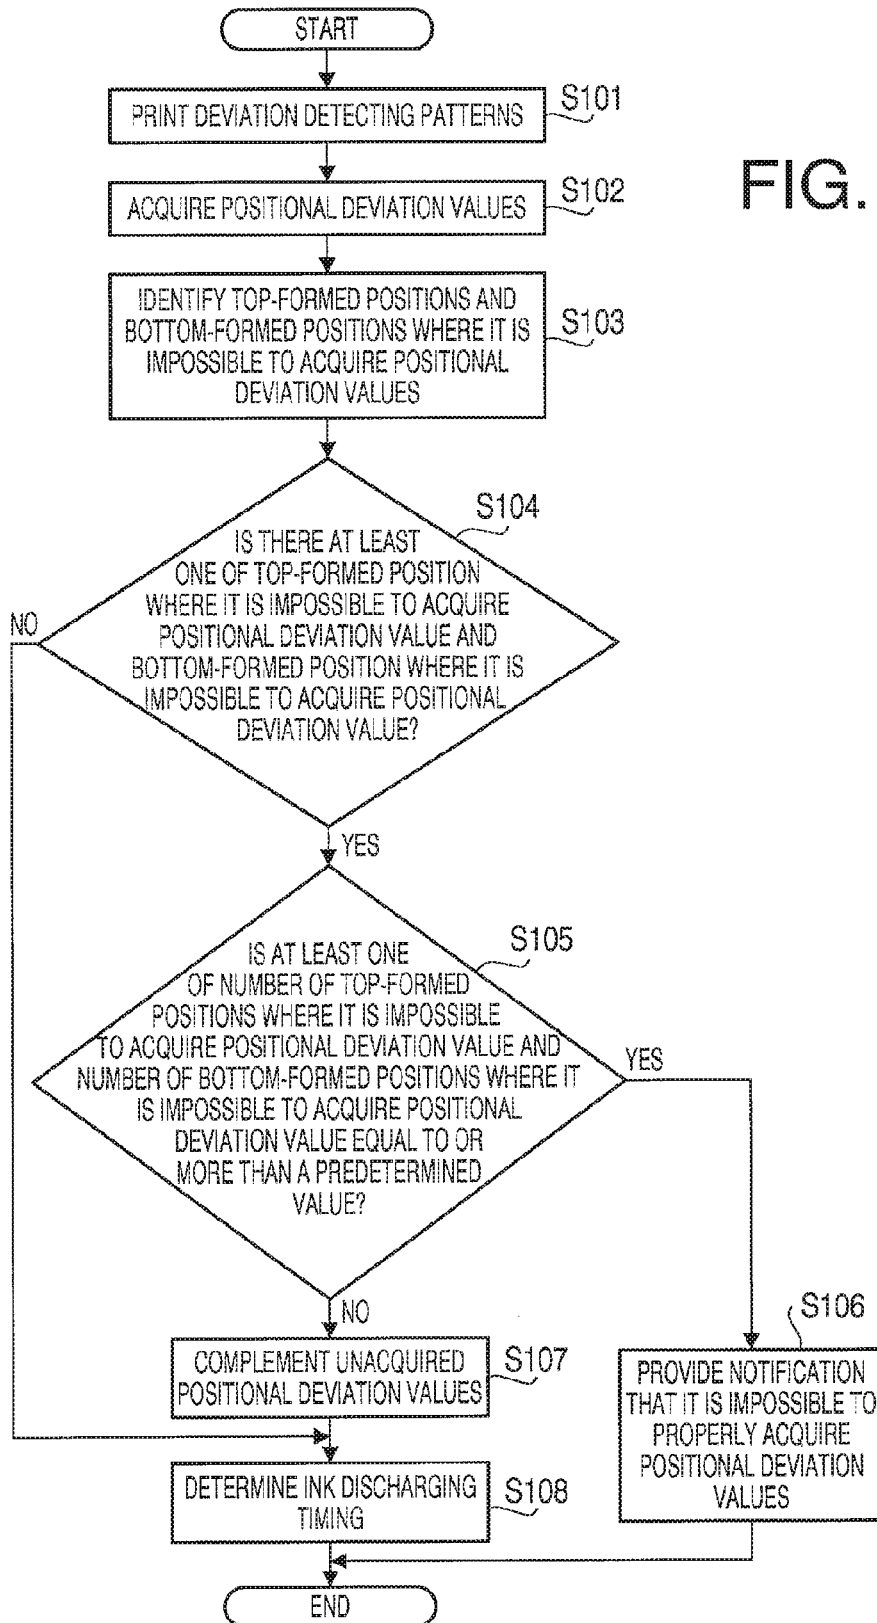 START
PRINT DEVIATION DETECTING PATTERNS
S101
FIG.
ACQUIRE POSITIONAL DEVIATION VALUES
S102
IDENTIFY TOP-FORMED POSITIONS AND
BOTTOM-FORMED POSITIONS WHERE IT IS
IMPOSSIBLE TO ACQUIRE POSITIONAL
DEVIATION VALUES
S103
S104
IS THERE AT LEAST
ONE OF TOP-FORMED POSITION
WHERE IT IS IMPOSSIBLE TO ACQUIRE
POSITIONAL DEVIATION VALUE AND
BOTTOM-FORMED POSITION WHERE IT IS
IMPOSSIBLE TO ACQUIRE POSITIONAL
DEVIATION VALUE?
NO
YES
S105
IS AT LEAST ONE
OF NUMBER OF TOP-FORMED
POSITIONS WHERE IT IS IMPOSSIBLE
TO ACQUIRE POSITIONAL DEVIATION VALUE AND
NUMBER OF BOTTOM-FORMED POSITIONS WHERE IT
IS IMPOSSIBLE TO ACQUIRE POSITIONAL
DEVIATION VALUE EQUAL TO OR
MORE THAN A PREDETERMINED
VALUE?
YES
NO
S106
PROVIDE NOTIFICATION
THAT IT IS IMPOSSIBLE TO
PROPERLY ACQUIRE
POSITIONAL DEVIATION
VALUES
COMPLEMENT UNACQUIRED
POSITIONAL DEVIATION VALUES
S107
DETERMINE INK DISCHARGING
TIMING
S108
END